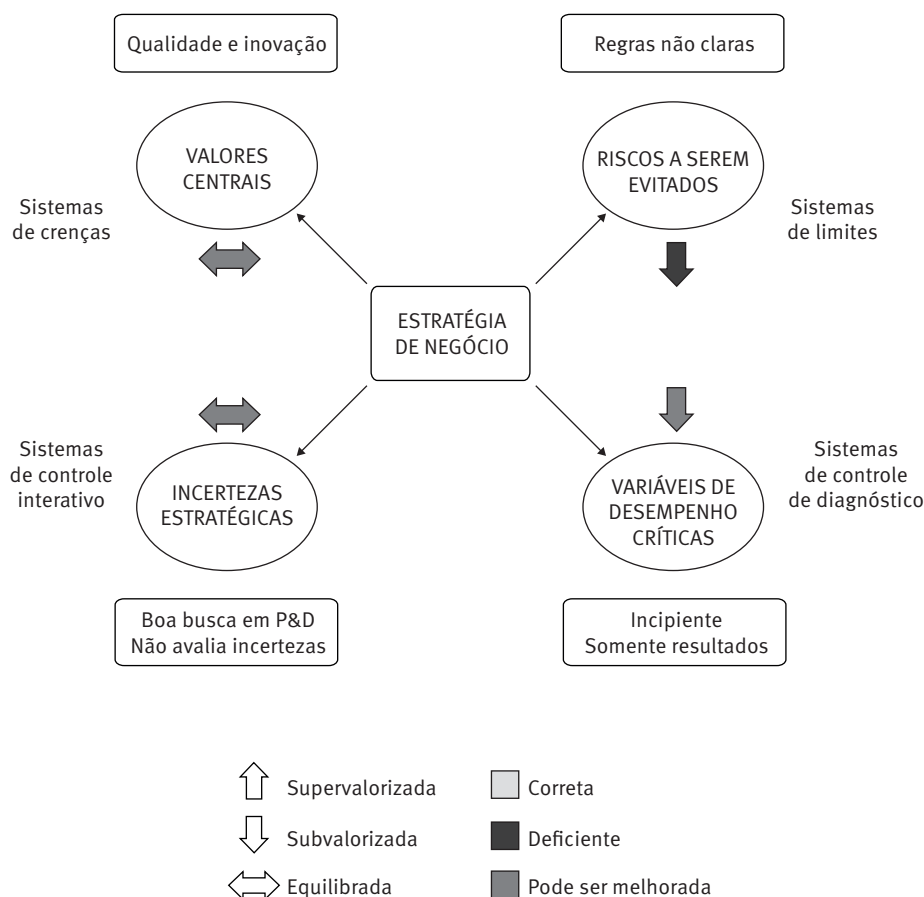 Qualidade e inovação
Regras não claras
VALORES
CENTRAIS
RISCOS A SEREM
EVITADOS
Sistemas
de crenças
Sistemas
de limites
ESTRATÉGIA
DE NEGÓCIO
Sistemas
de controle
interativo
INCERTEZAS
ESTRATÉGICAS
VARIÁVEIS DE
DESEMPENHO
CRÍTICAS
Sistemas
de controle
de diagnóstico
Boa busca em P&D
Não avalia incertezas
Incipiente
Somente resultados
Supervalorizada
Correta
Subvalorizada
Deficiente
Equilibrada
Pode ser melhorada